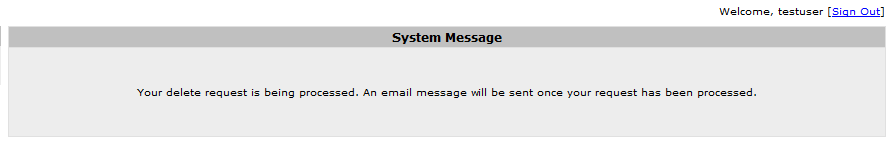 Welcome, testuser [Sign Out]
System Message
Your delete request is being processed. An email message will be sent once your request has been processed.